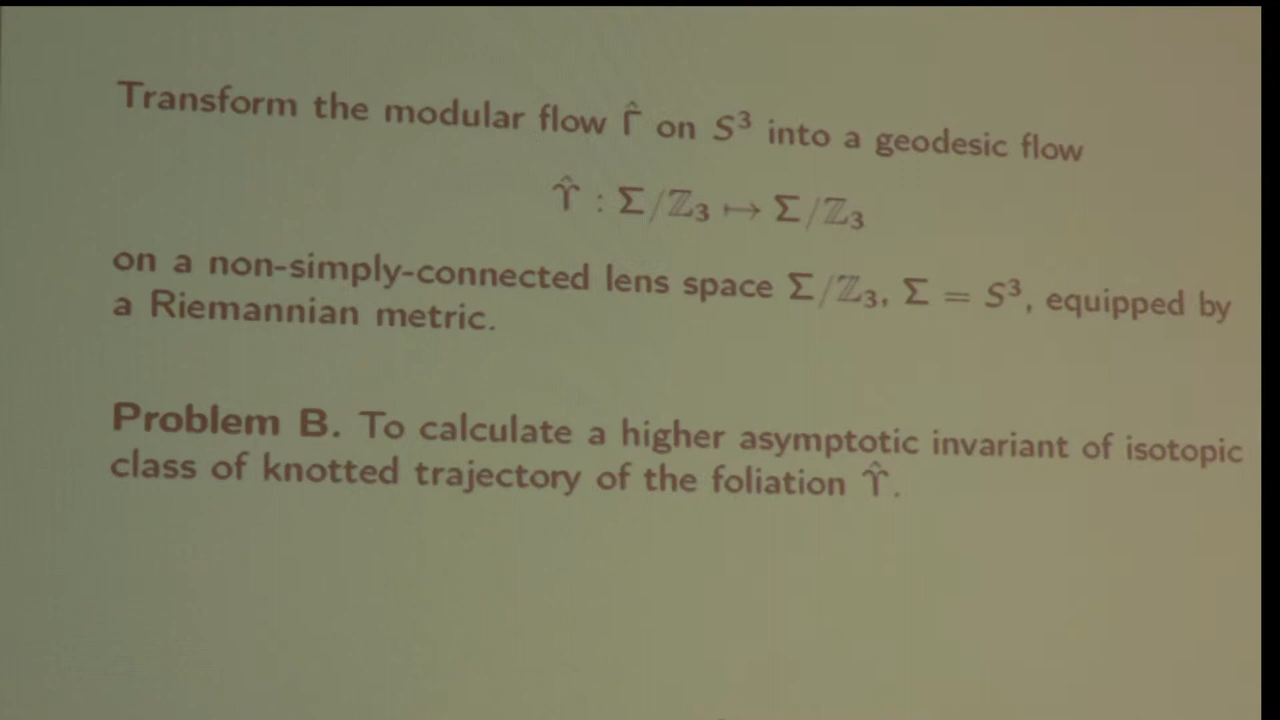 Transform the modular flow Γ̂ on S³ into a geodesic flow
ϒ̂ : Σ/ℤ₃ ↦ Σ/ℤ₃
on a non-simply-connected lens space Σ/ℤ₃, Σ = S³, equipped by
a Riemannian metric.
Problem B. To calculate a higher asymptotic invariant of isotopic
class of knotted trajectory of the foliation ϒ̂.